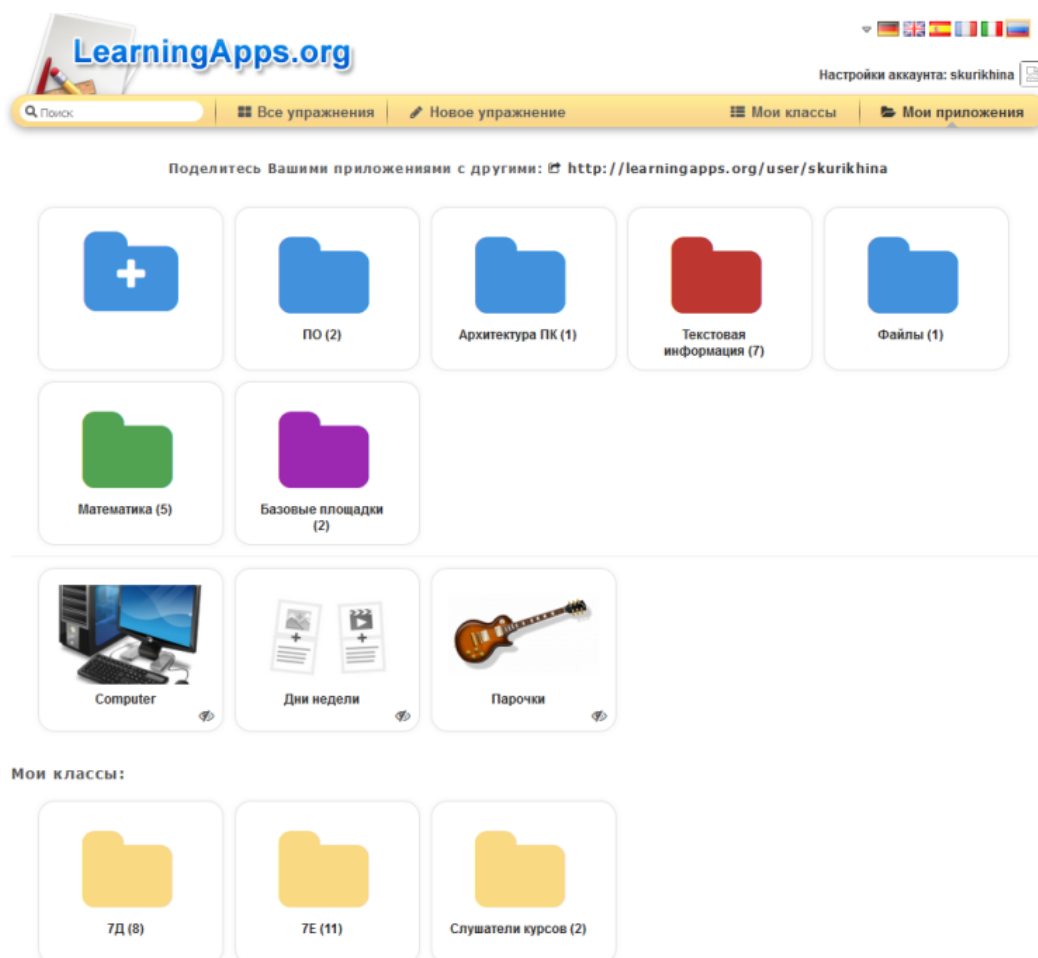 LearningApps.org
Настройки аккаунта: skurikhina
Поиск
Все упражнения
Новое упражнение
Мои классы
Мои приложения
Поделитесь Вашими приложениями с другими: http://learningapps.org/user/skurikhina
ПО (2)
Архитектура ПК (1)
Текстовая
информация (7)
Файлы (1)
Математика (5)
Базовые площадки
(2)
Computer
Дни недели
Парочки
Мои классы:
7Д (8)
7Е (11)
Слушатели курсов (2)